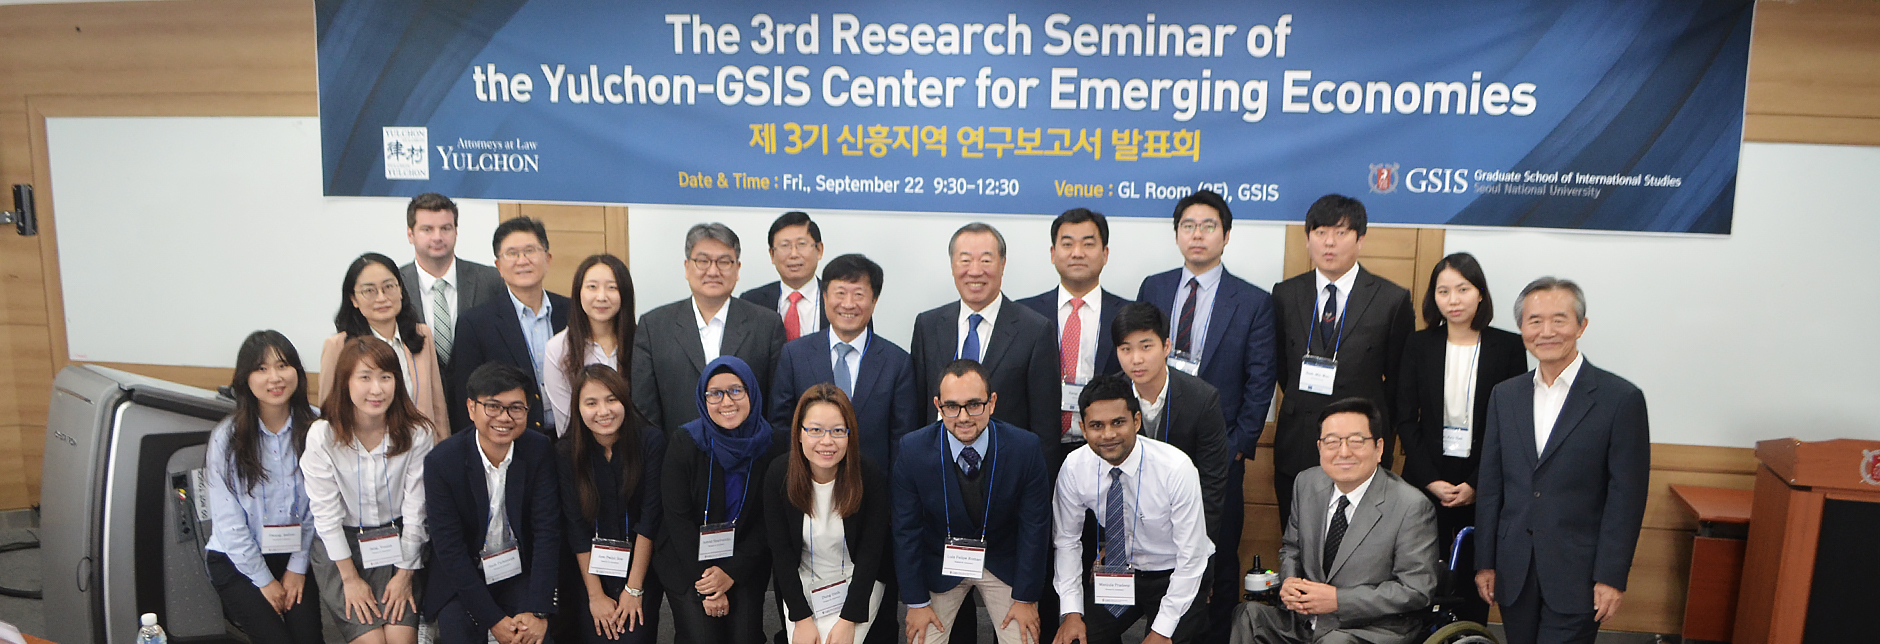 The 3rd Research Seminar of
the Yulchon-GSIS Center for Emerging Economies
제 3기 신흥지역 연구보고서 발표회
YULCHON
律村
YULCHON
Attorneys at Law
YULCHON
Date & Time : Fri., September 22 9:30-12:30 Venue : GL Room GSIS
GSIS
Graduate School of International Studies
Seoul National University